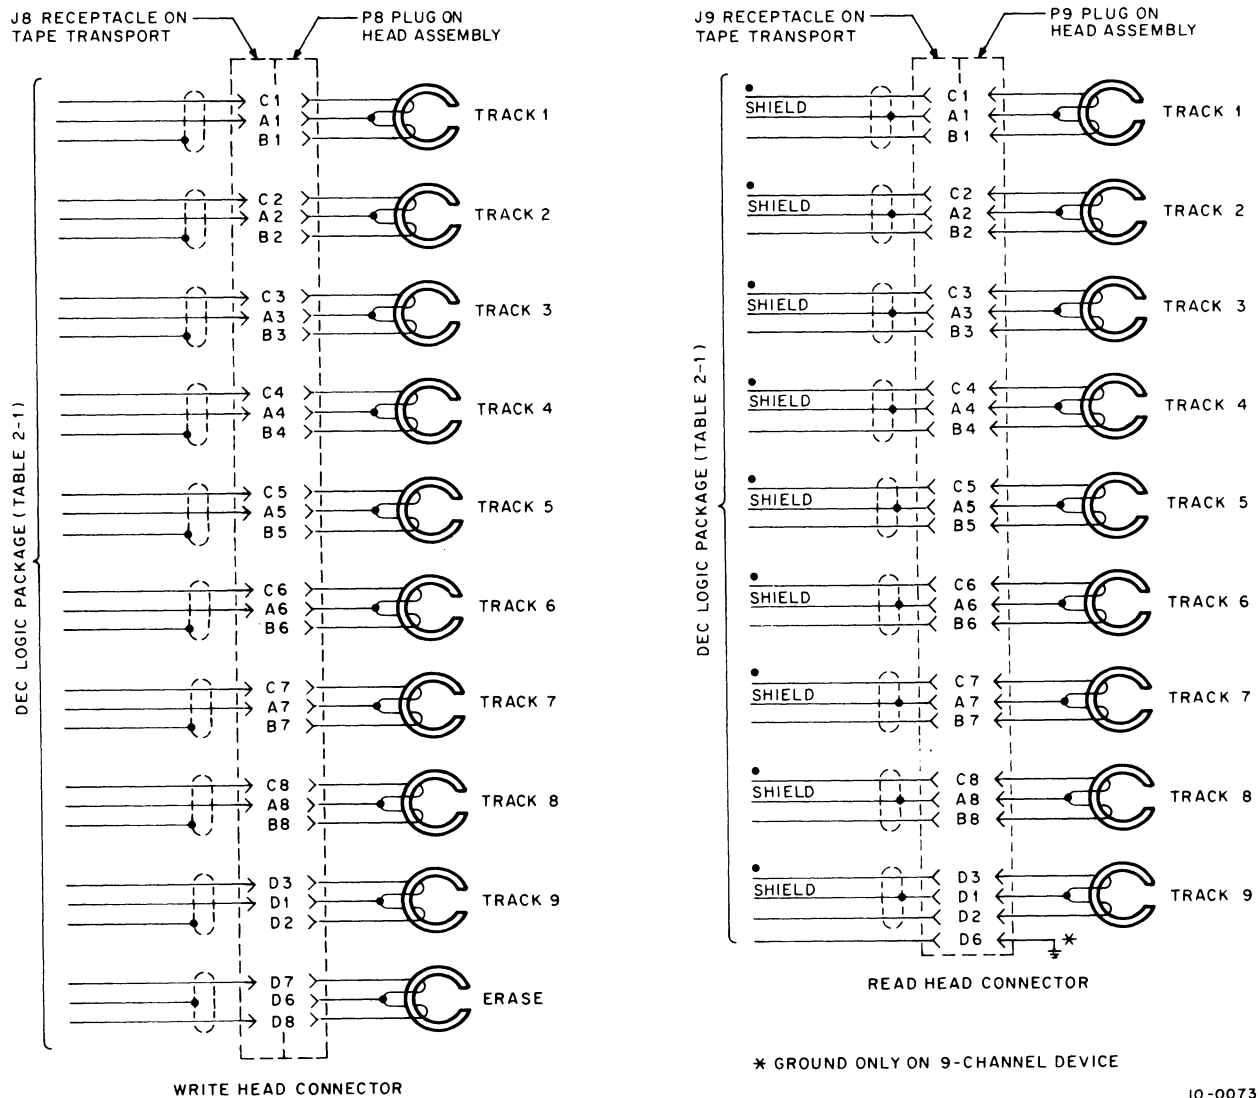 J8 RECEPTACLE ON
TAPE TRANSPORT
P8 PLUG ON
HEAD ASSEMBLY
DEC LOGIC PACKAGE (TABLE 2-1)
C1
A1
B1
TRACK 1
C2
A2
B2
TRACK 2
C3
A3
B3
TRACK 3
C4
A4
B4
TRACK 4
C5
A5
B5
TRACK 5
C6
A6
B6
TRACK 6
C7
A7
B7
TRACK 7
C8
A8
B8
TRACK 8
D3
D1
D2
TRACK 9
D7
D6
D8
ERASE
WRITE HEAD CONNECTOR
J9 RECEPTACLE ON
TAPE TRANSPORT
P9 PLUG ON
HEAD ASSEMBLY
DEC LOGIC PACKAGE (TABLE 2-1)
SHIELD
C1
A1
B1
TRACK 1
SHIELD
C2
A2
B2
TRACK 2
SHIELD
C3
A3
B3
TRACK 3
SHIELD
C4
A4
B4
TRACK 4
SHIELD
C5
A5
B5
TRACK 5
SHIELD
C6
A6
B6
TRACK 6
SHIELD
C7
A7
B7
TRACK 7
SHIELD
C8
A8
B8
TRACK 8
SHIELD
D3
D1
D2
TRACK 9
D6
*
READ HEAD CONNECTOR
* GROUND ONLY ON 9-CHANNEL DEVICE
10-0073